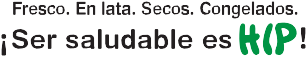 Fresco. En lata. Secos. Congelados.
¡Ser saludable es HIP!